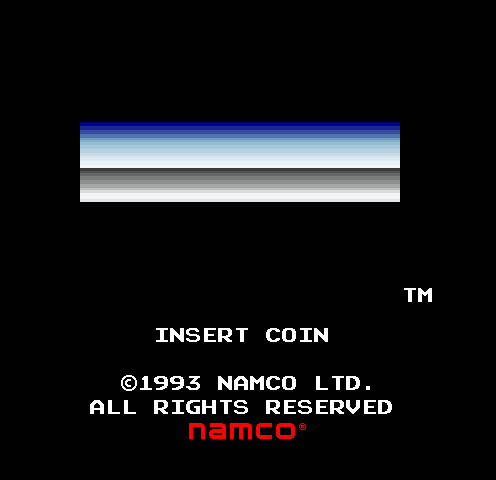 TM
INSERT COIN
©1993 NAMCO LTD.
ALL RIGHTS RESERVED
namco®